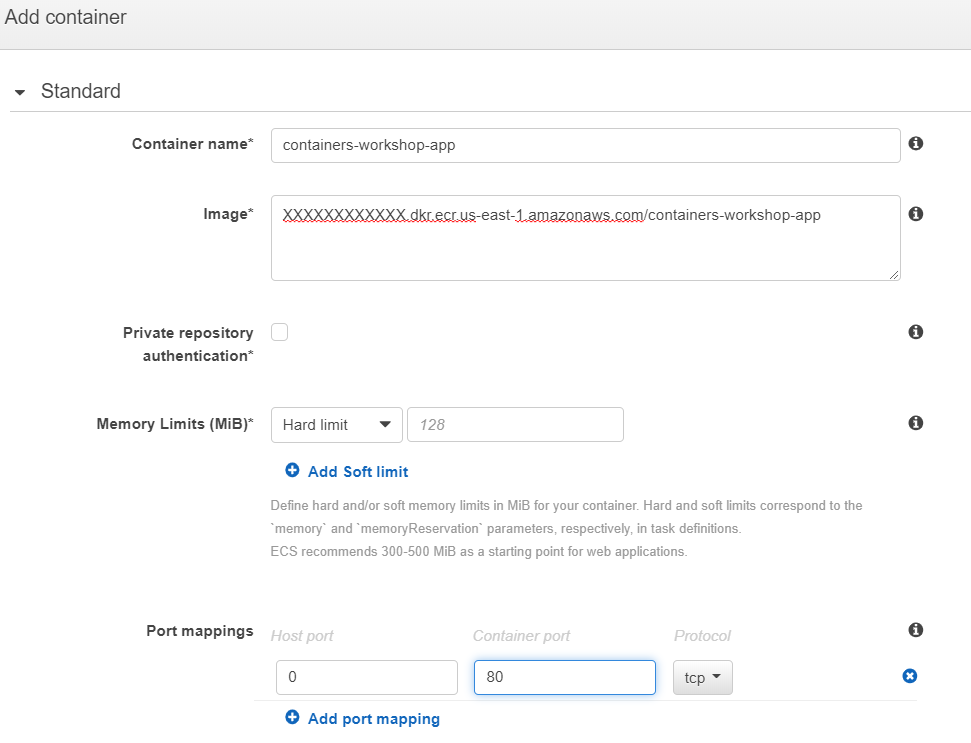 Add container
Standard
Container name*
containers-workshop-app
Image*
XXXXXXXXXXXX.dkr.ecr.us-east-1.amazonaws.com/containers-workshop-app
Private repository
authentication*
Memory Limits (MiB)*
Hard limit
128
Add Soft limit
Define hard and/or soft memory limits in MiB for your container. Hard and soft limits correspond to the
`memory` and `memoryReservation` parameters, respectively, in task definitions.
ECS recommends 300-500 MiB as a starting point for web applications.
Port mappings
Host port
Container port
Protocol
0
80
tcp
Add port mapping